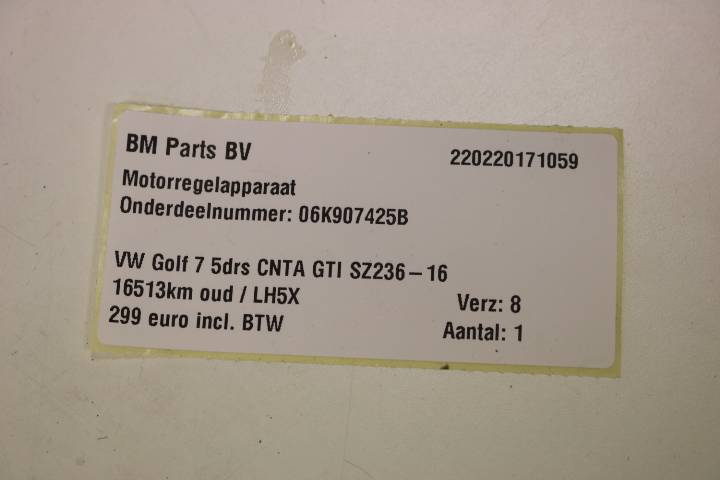 BM Parts BV 220220171059
Motorregelapparaat
Onderdeelnummer: 06K907425B
VW Golf 7 5drs CNTA GTI SZ236-16
16513km oud / LH5X Verz: 8
299 euro incl. BTW Aantal: 1